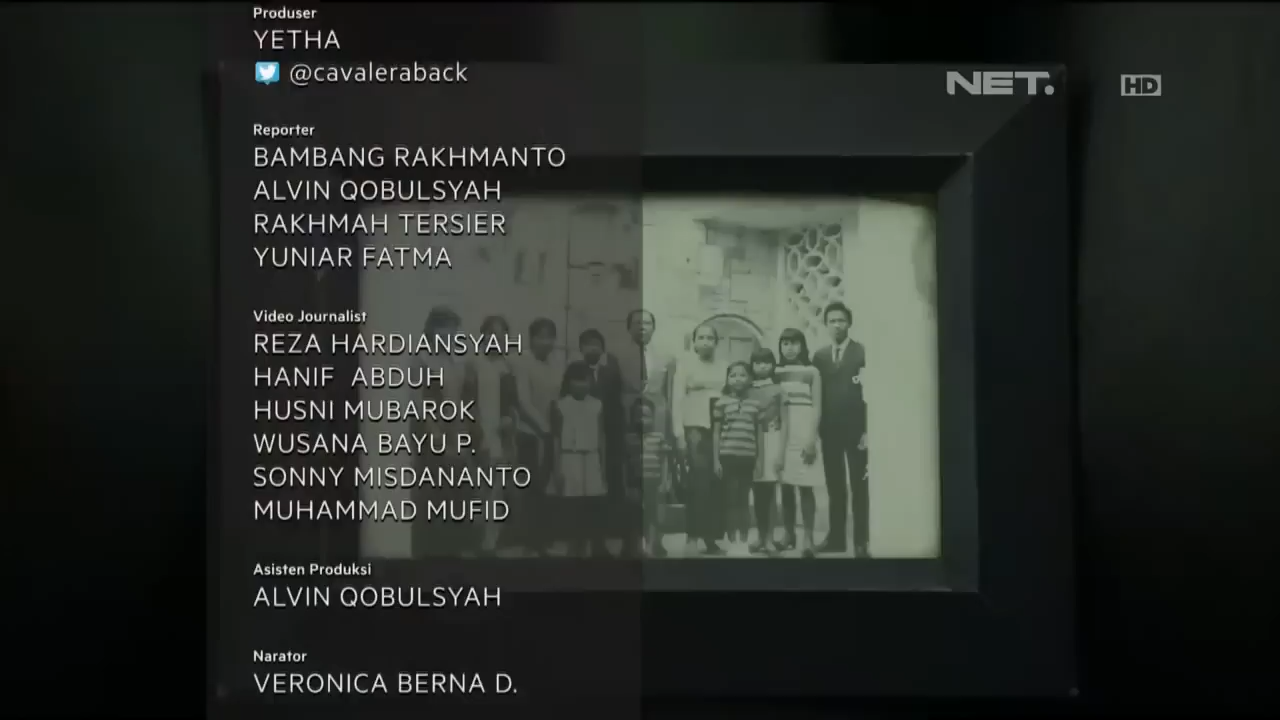 Produser
YETHA
@cavaleraback
NET.
HD
Reporter
BAMBANG RAKHMANTO
ALVIN QOBULSYAH
RAKHMAH TERSIER
YUNIAR FATMA
Video Journalist
REZA HARDIANSYAH
HANIF ABDUH
HUSNI MUBAROK
WUSANA BAYU P.
SONNY MISDANANTO
MUHAMMAD MUFID
Asisten Produksi
ALVIN QOBULSYAH
Narator
VERONICA BERNA D.